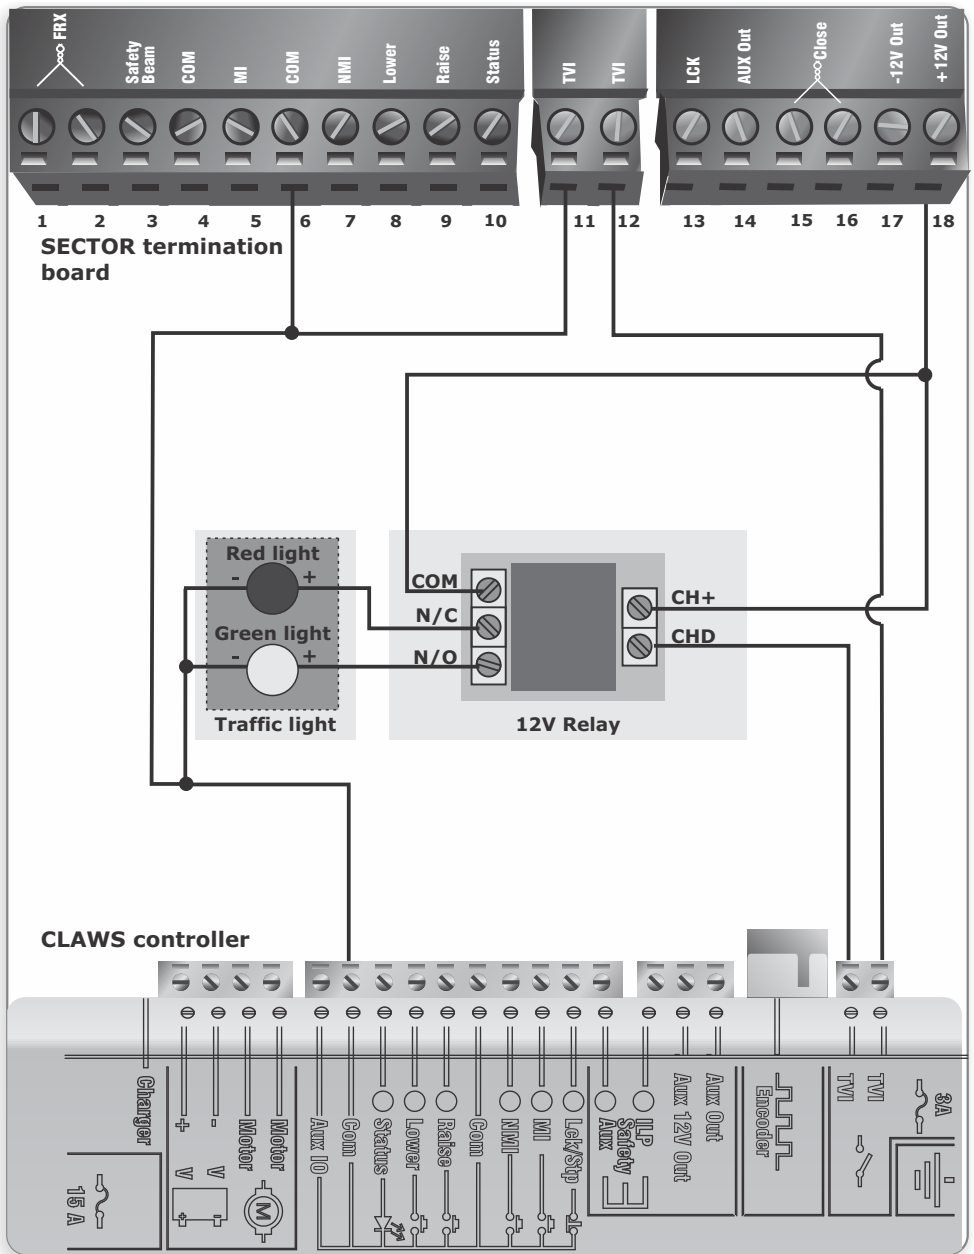 FRX
Safety
Beam
COM
MI
COM
NMI
Lower
Raise
Status
TVI
TVI
LCK
AUX Out
Close
-12V Out
+12V Out
1 2 3 4 5 6 7 8 9 10 11 12 13 14 15 16 17 18
SECTOR termination
board
Red light
- +
Green light
- +
Traffic light
COM
N/C
N/O
CH+
CHD
12V Relay
CLAWS controller
Charger
15 A
+
V
-
V
Motor
Motor
M
+
-
Aux IO
Com
Status
Lower
Raise
Com
NMI
MI
Lck/Stp
Safety
Aux
ILP
Aux 12V Out
Aux Out
Encoder
TVI
TVI
3A